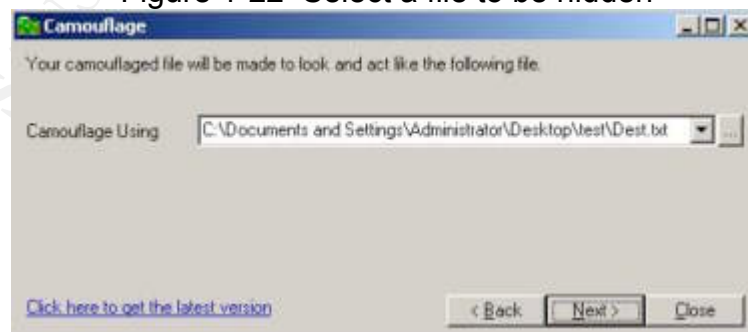 Figure 1-22 Select a file to be hidden
Camouflage
Your camouflaged file will be made to look and act like the following file.
Camouflage Using C:\Documents and Settings\Administrator\Desktop\test\Dest.txt ...
Click here to get the latest version < Back Next > Close